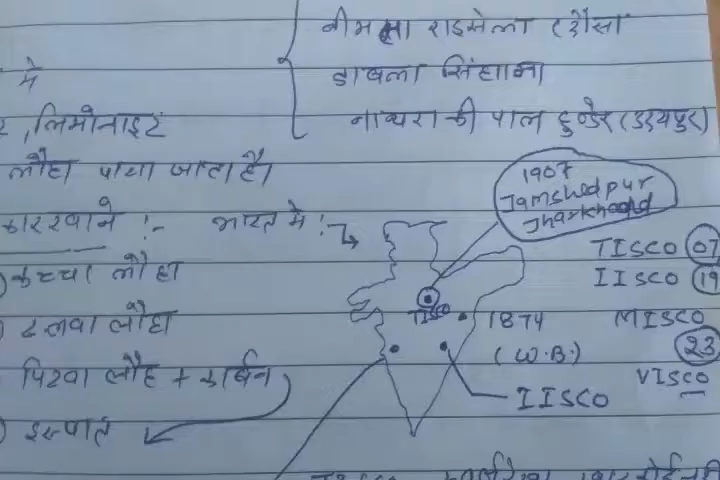 नीमला राइसेला दौसा
डाबला सिंघाना
में
नाथरा की पाल हुण्डेर (उदयपुर)
, लिमोनाइट
लौहा पाया जाता है।
1907
Jamshedpur
Jharkhand
कारखाने :- भारत में :
TISCO 07
कच्चा लौहा
IISCO 19
TISCO
ढलवा लौहा
1874
MISCO
(W.B.)
23
पिटवा लौह + कार्बन
VISCO
IISCO
इस्पात